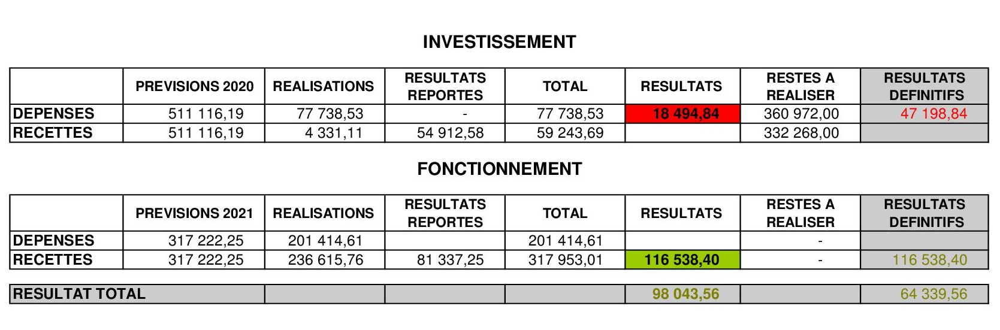 INVESTISSEMENT
PREVISIONS 2020 REALISATIONS RESULTATS REPORTES TOTAL RESULTATS RESTES A REALISER RESULTATS DEFINITIFS
DEPENSES 511 116,19 77 738,53 - 77 738,53 18 494,84 360 972,00 47 198,84
RECETTES 511 116,19 4 331,11 54 912,58 59 243,69 332 268,00
FONCTIONNEMENT
PREVISIONS 2021 REALISATIONS RESULTATS REPORTES TOTAL RESULTATS RESTES A REALISER RESULTATS DEFINITIFS
DEPENSES 317 222,25 201 414,61 201 414,61 -
RECETTES 317 222,25 236 615,76 81 337,25 317 953,01 116 538,40 - 116 538,40
RESULTAT TOTAL 98 043,56 64 339,56